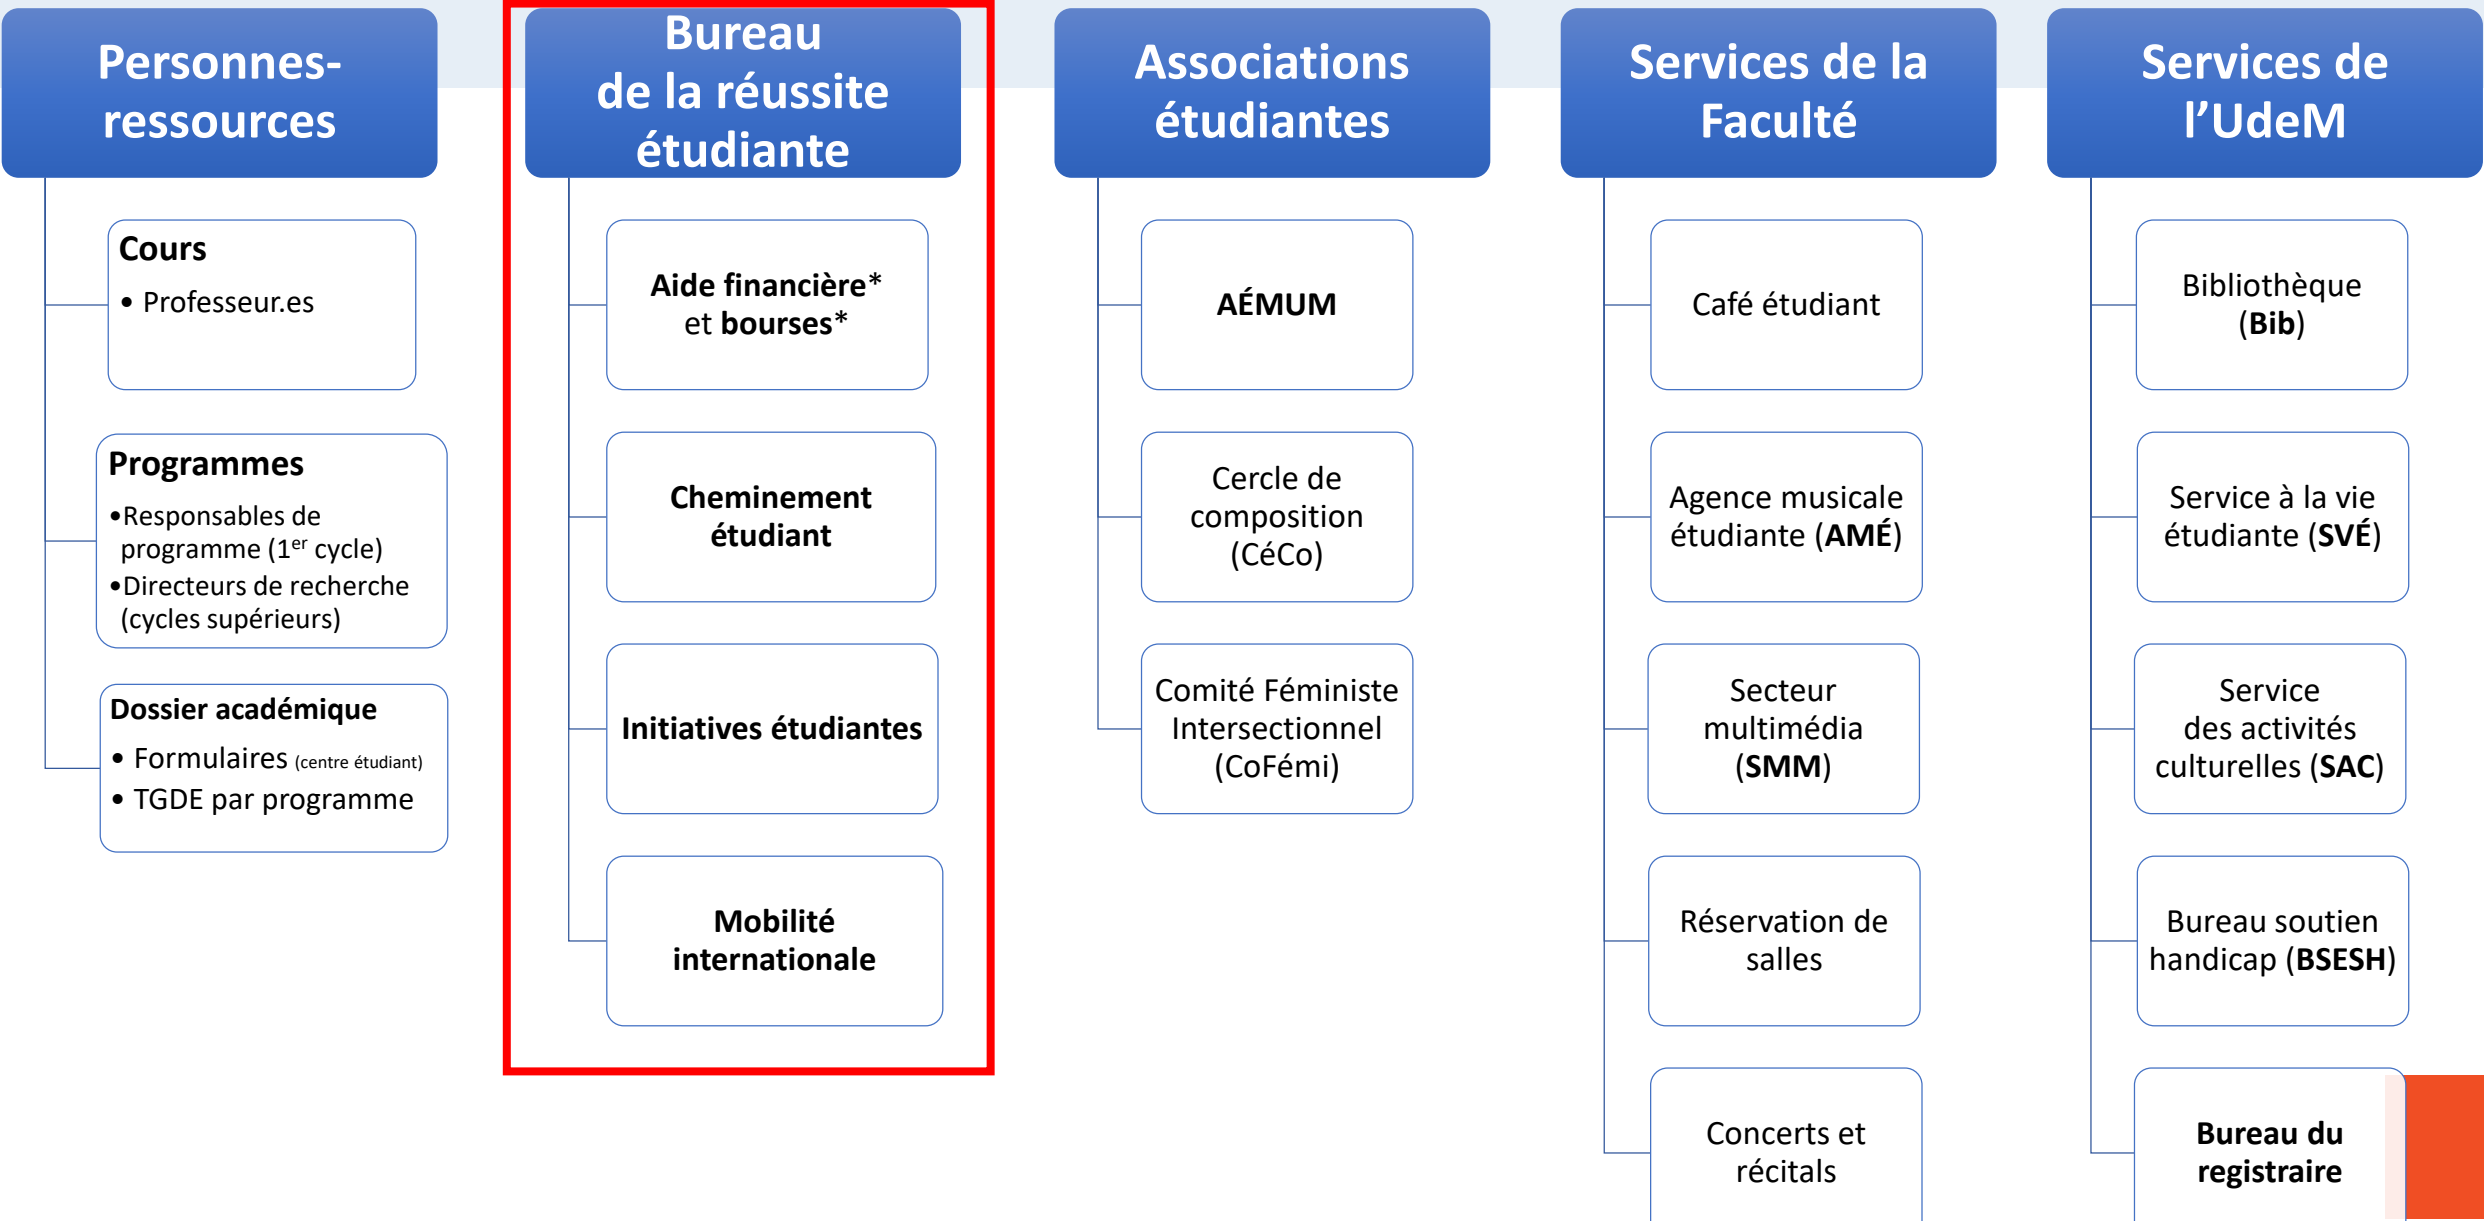 Personnes-
ressources
Cours
• Professeur.es
Programmes
•Responsables de
programme (1er cycle)
•Directeurs de recherche
(cycles supérieurs)
Dossier académique
• Formulaires (centre étudiant)
• TGDE par programme
Bureau
de la réussite
étudiante
Aide financière*
et bourses*
Cheminement
étudiant
Initiatives étudiantes
Mobilité
internationale
Associations
étudiantes
AÉMUM
Cercle de
composition
(CéCo)
Comité Féministe
Intersectionnel
(CoFémi)
Services de la
Faculté
Café étudiant
Agence musicale
étudiante (AMÉ)
Secteur
multimédia
(SMM)
Réservation de
salles
Concerts et
récitals
Services de
l’UdeM
Bibliothèque
(Bib)
Service à la vie
étudiante (SVÉ)
Service
des activités
culturelles (SAC)
Bureau soutien
handicap (BSESH)
Bureau du
registraire